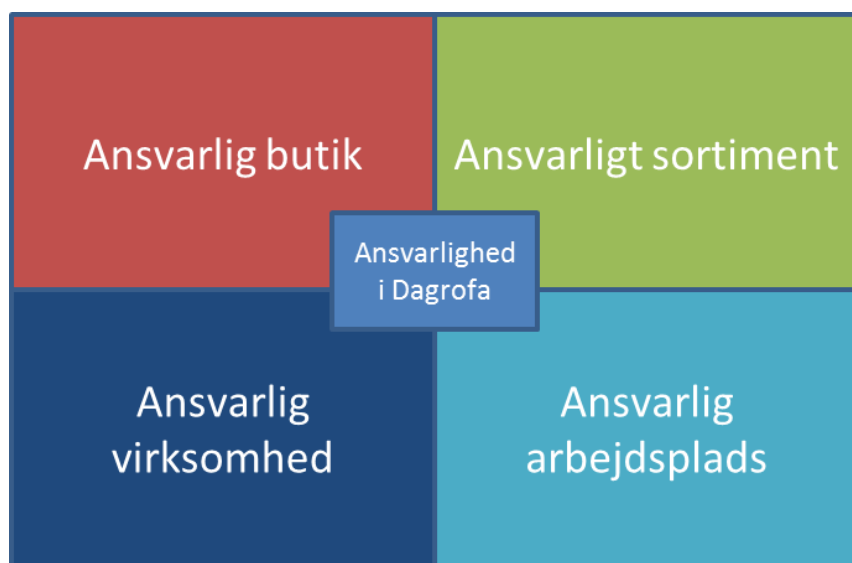 Ansvarlig butik
Ansvarligt sortiment
Ansvarlighed
i Dagrofa
Ansvarlig
virksomhed
Ansvarlig
arbejdsplads